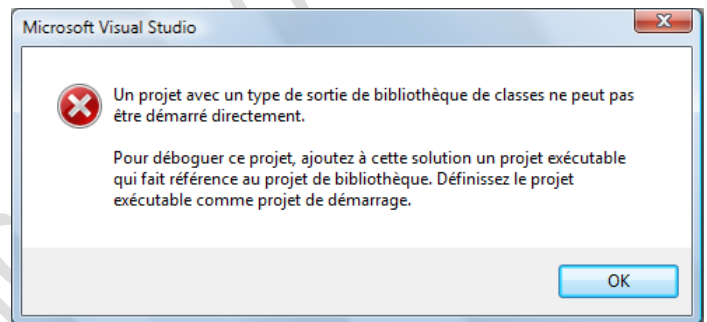 Microsoft Visual Studio
Un projet avec un type de sortie de bibliothèque de classes ne peut pas
être démarré directement.
Pour déboguer ce projet, ajoutez à cette solution un projet exécutable
qui fait référence au projet de bibliothèque. Définissez le projet
exécutable comme projet de démarrage.
OK